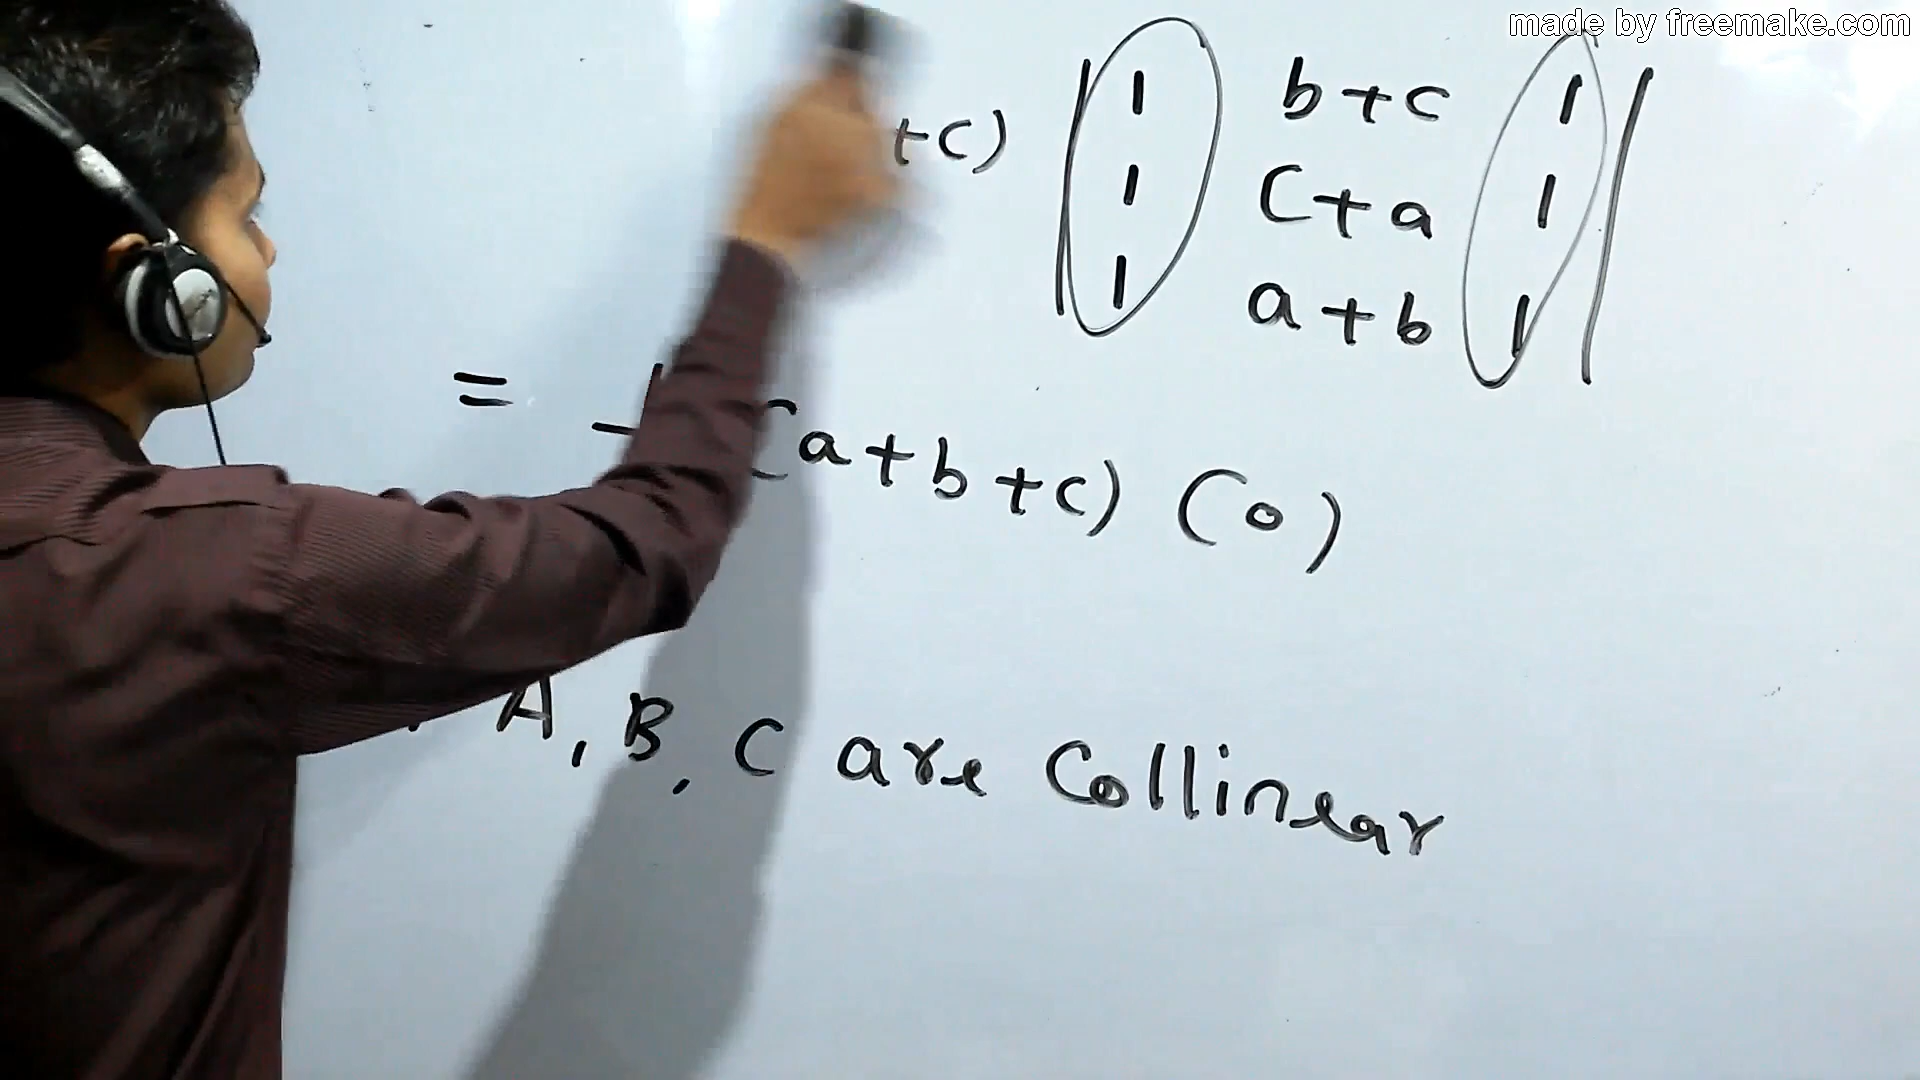 made by freemake.com
+c) | 1 b+c 1 |
1 c+a 1
1 a+b 1
= (a+b+c) (0)
A, B, C are Collinear